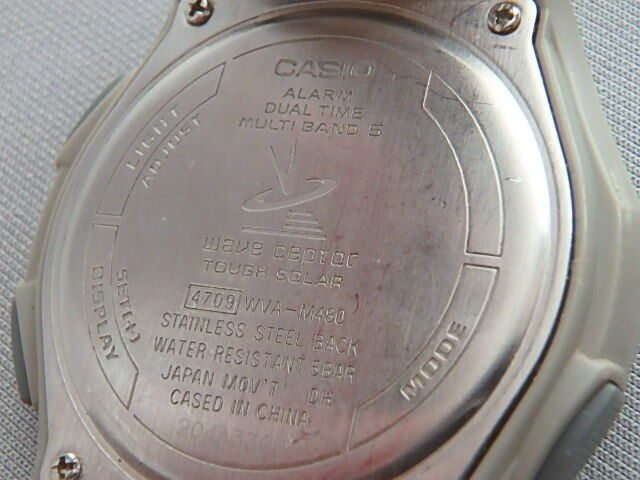 CASIO
ALARM
DUAL TIME
MULTI BAND 5
LIGHT
ADJUST
wave ceptor
TOUGH SOLAR
4709 WVA-M480
STAINLESS STEEL BACK
WATER RESISTANT 5BAR
JAPAN MOV'T DH
CASED IN CHINA
SET(+)
DISPLAY
MODE